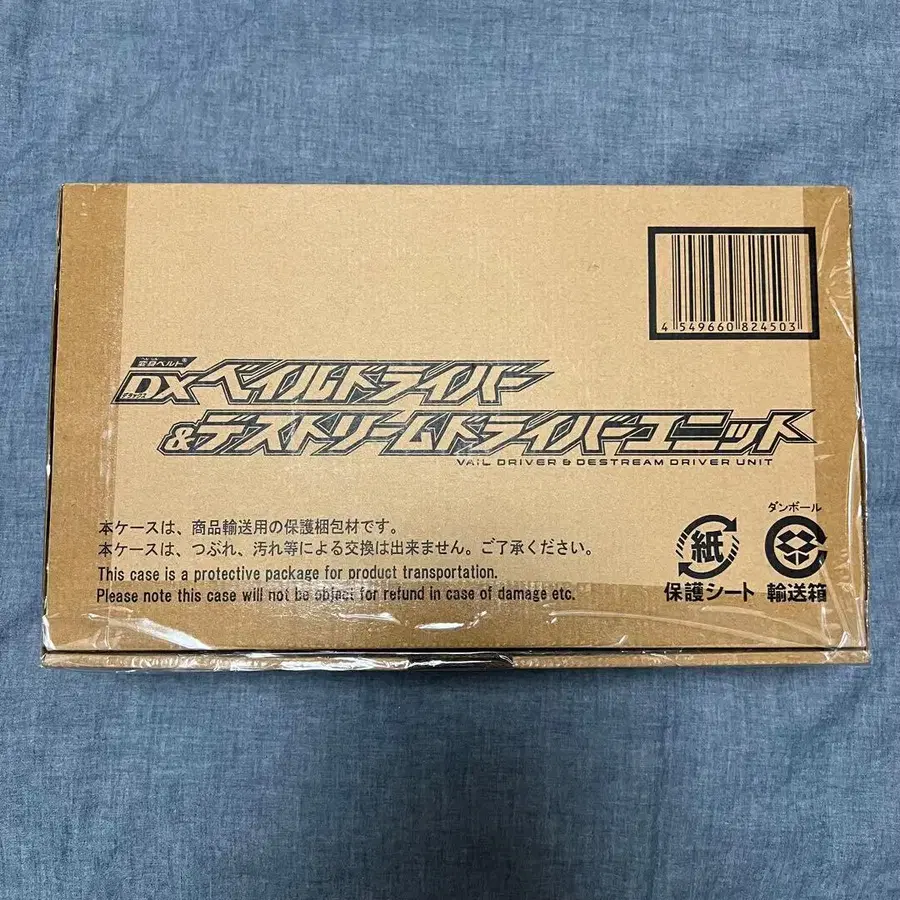 4 549660 824503
変身ベルト®
DXベイルドライバー
&デストリームドライバーユニット
VAIL DRIVER & DESTREAM DRIVER UNIT
本ケースは、商品輸送用の保護梱包材です。
本ケースは、つぶれ、汚れ等による交換は出来ません。ご了承ください。
This case is a protective package for product transportation.
Please note this case will not be object for refund in case of damage etc.
紙
保護シート
ダンボール
輸送箱